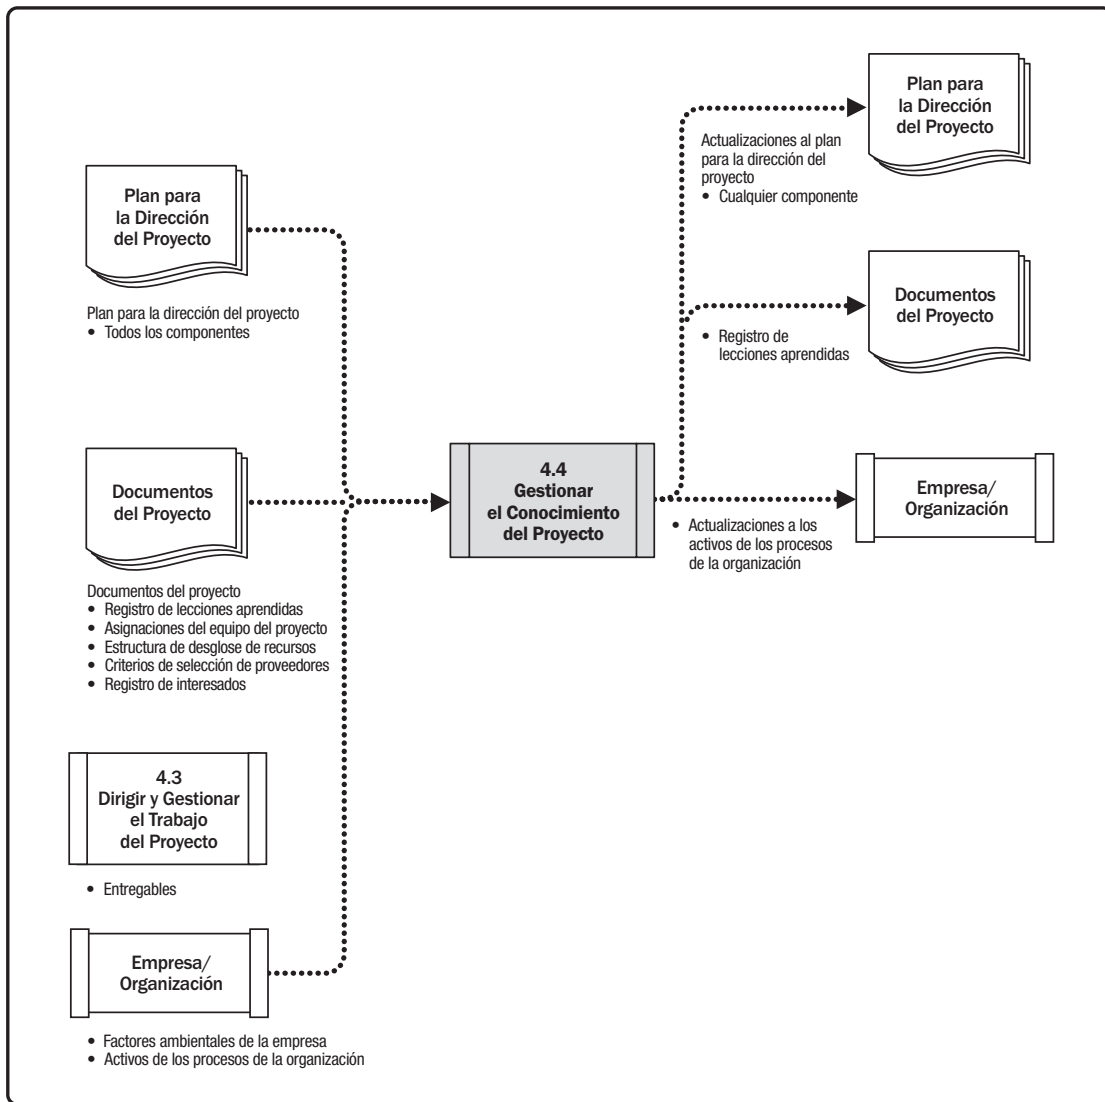 Plan para
la Dirección
del Proyecto
Plan para la dirección del proyecto
• Todos los componentes
Documentos
del Proyecto
Documentos del proyecto
• Registro de lecciones aprendidas
• Asignaciones del equipo del proyecto
• Estructura de desglose de recursos
• Criterios de selección de proveedores
• Registro de interesados
4.3
Dirigir y Gestionar
el Trabajo
del Proyecto
• Entregables
Empresa/
Organización
• Factores ambientales de la empresa
• Activos de los procesos de la organización
4.4
Gestionar
el Conocimiento
del Proyecto
Actualizaciones al plan
para la dirección del
proyecto
• Cualquier componente
Plan para
la Dirección
del Proyecto
• Registro de
lecciones aprendidas
Documentos
del Proyecto
• Actualizaciones a los
activos de los procesos
de la organización
Empresa/
Organización